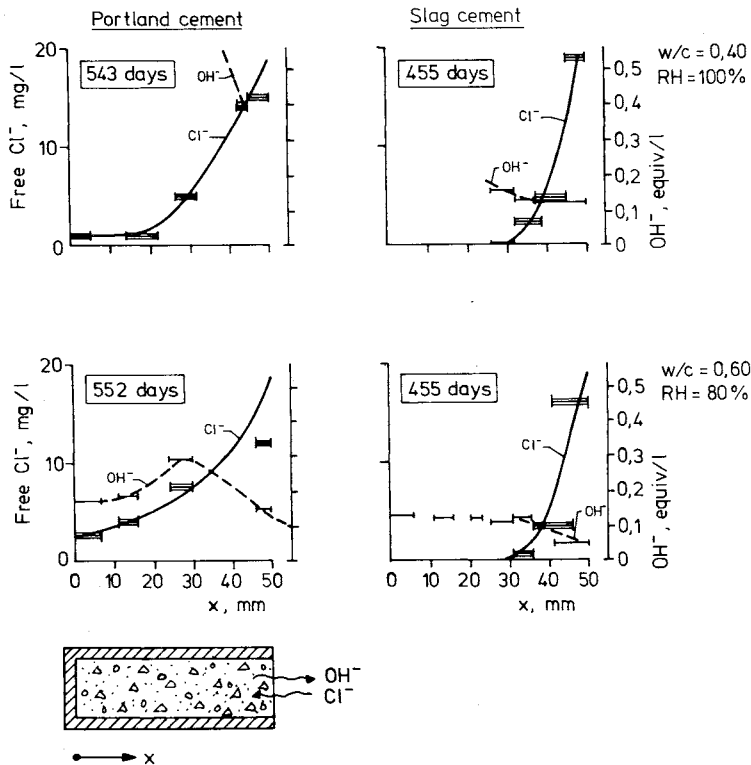 Portland cement
Slag cement
Free Cl⁻, mg/l
20
10
0
543 days
OH⁻
Cl⁻
455 days
Cl⁻
OH⁻
0,5
0,4
0,3
0,2
0,1
0
OH⁻, equiv/l
w/c = 0,40
RH = 100%
Free Cl⁻, mg/l
20
10
0
552 days
Cl⁻
OH⁻
0 10 20 30 40 50
x, mm
455 days
Cl⁻
OH⁻
0 10 20 30 40 50
x, mm
0,5
0,4
0,3
0,2
0,1
0
OH⁻, equiv/l
w/c = 0,60
RH = 80%
OH⁻
Cl⁻
x